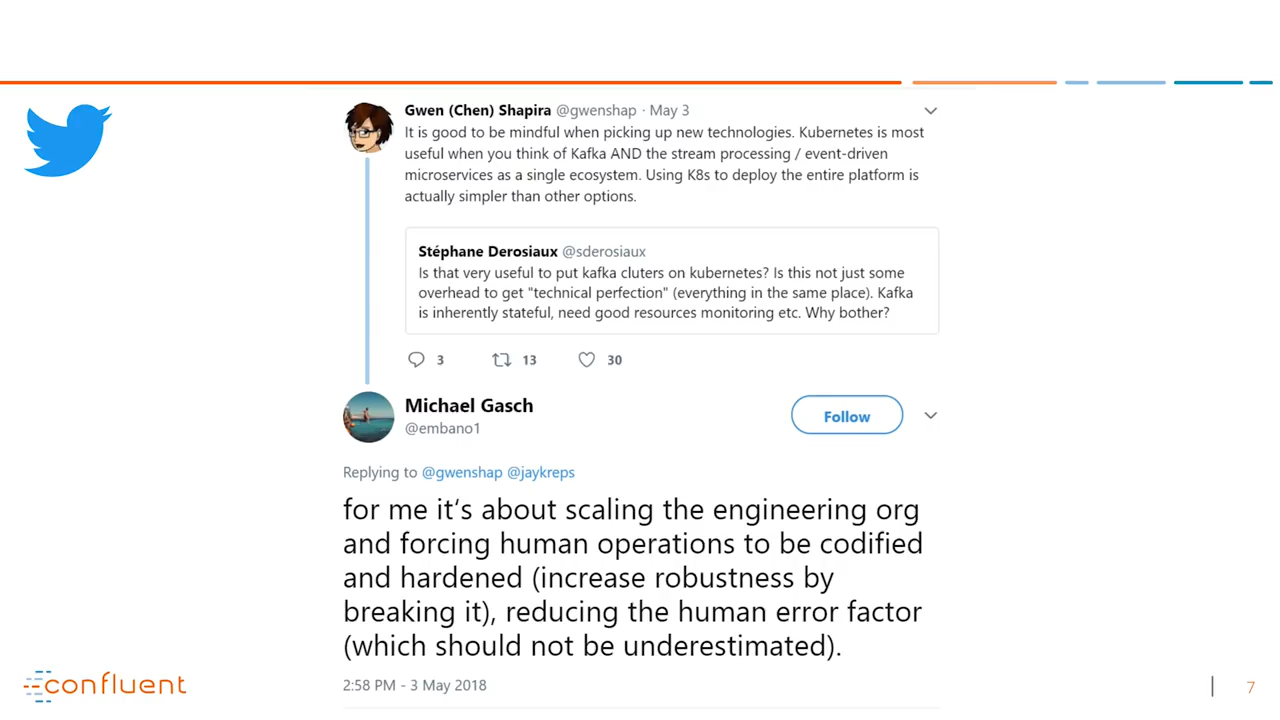 Gwen (Chen) Shapira @gwenshap · May 3
It is good to be mindful when picking up new technologies. Kubernetes is most
useful when you think of Kafka AND the stream processing / event-driven
microservices as a single ecosystem. Using K8s to deploy the entire platform is
actually simpler than other options.
Stéphane Derosiaux @sderosiaux
Is that very useful to put kafka cluters on kubernetes? Is this not just some
overhead to get "technical perfection" (everything in the same place). Kafka
is inherently stateful, need good resources monitoring etc. Why bother?
3 13 30
Michael Gasch
@embano1
Follow
Replying to @gwenshap @jaykreps
for me it‘s about scaling the engineering org
and forcing human operations to be codified
and hardened (increase robustness by
breaking it), reducing the human error factor
(which should not be underestimated).
2:58 PM - 3 May 2018
confluent
| 7